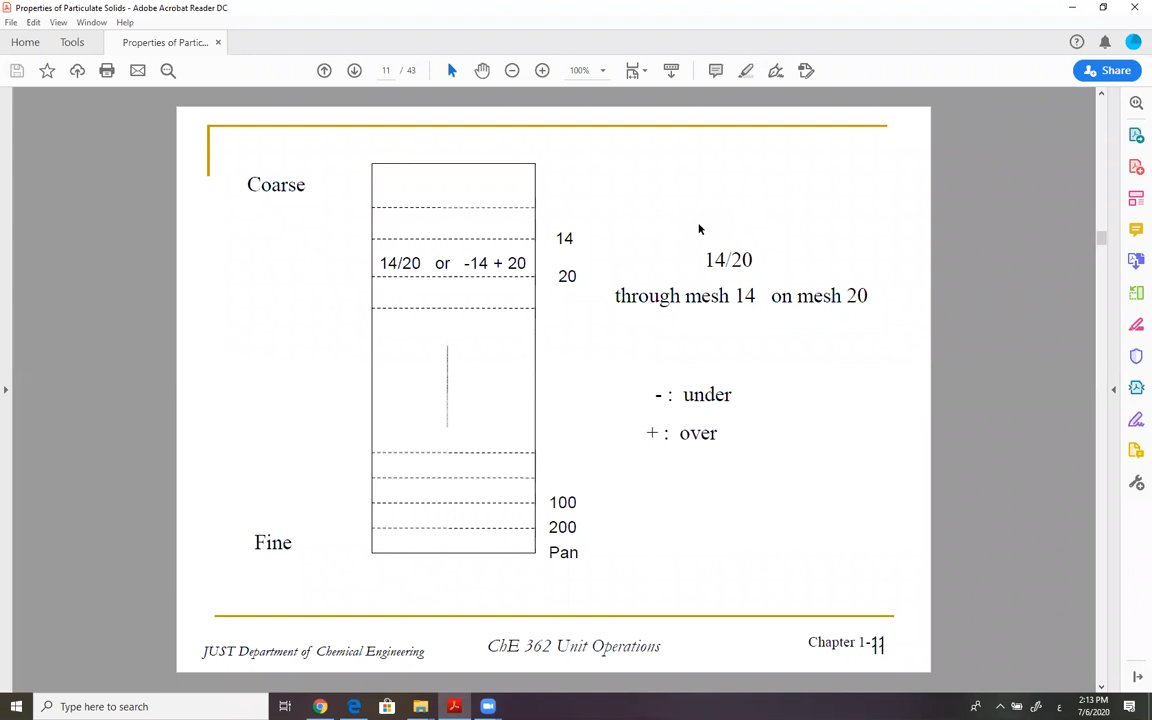 Properties of Particulate Solids - Adobe Acrobat Reader DC
File Edit View Window Help
Home Tools Properties of Partic... ×
11 / 43 100% Share
Coarse
14
14/20 or -14 + 20
20
14/20
through mesh 14 on mesh 20
- : under
+ : over
100
200
Fine
Pan
JUST Department of Chemical Engineering
ChE 362 Unit Operations
Chapter 1-11
Type here to search
ع
2:13 PM
7/6/2020